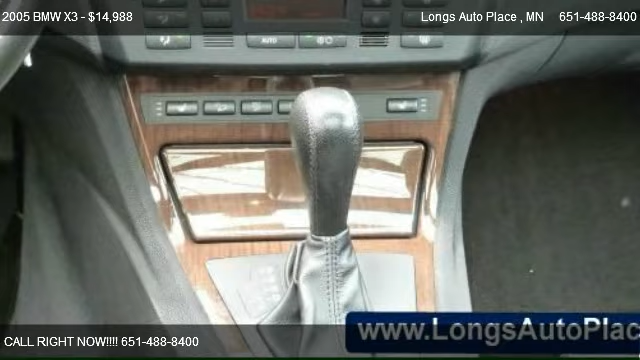 2005 BMW X3 - $14,988
Longs Auto Place , MN 651-488-8400
AUTO
www.LongsAutoPlac
CALL RIGHT NOW!!!! 651-488-8400